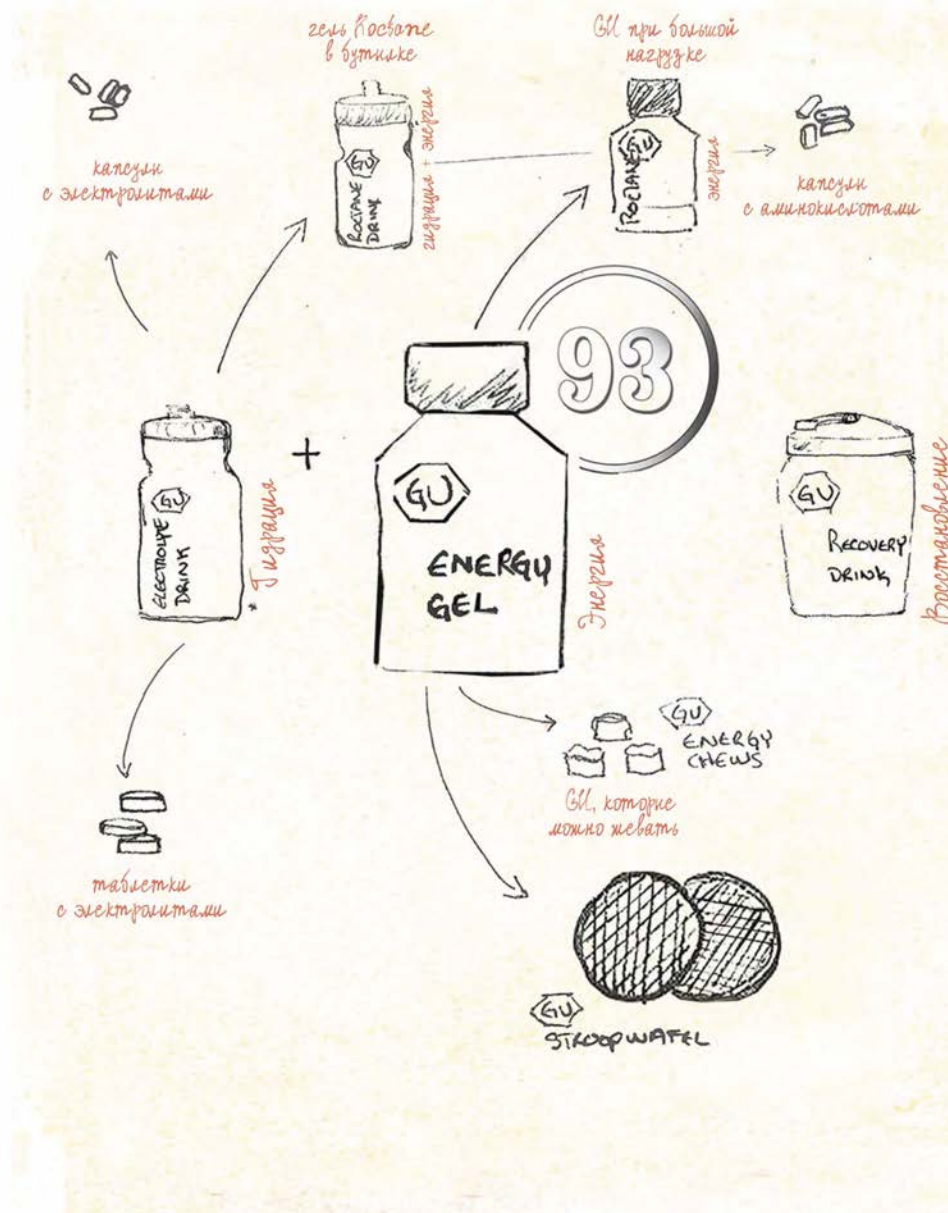 гель Roctane
в бутылке
GU при большой
нагрузке
капсулы
с электролитами
GU
ROCTANE
DRINK
гидрация + энергия
GU
ROCTANE
энергия
капсулы
с аминокислотами
93
GU
ELECTROLYTE
DRINK
* Гидрация
+
GU
ENERGY
GEL
Энергия
GU
RECOVERY
DRINK
Восстановление
GU
ENERGY
CHEWS
GU, которые
можно жевать
таблетки
с электролитами
GU
STROOPWAFEL